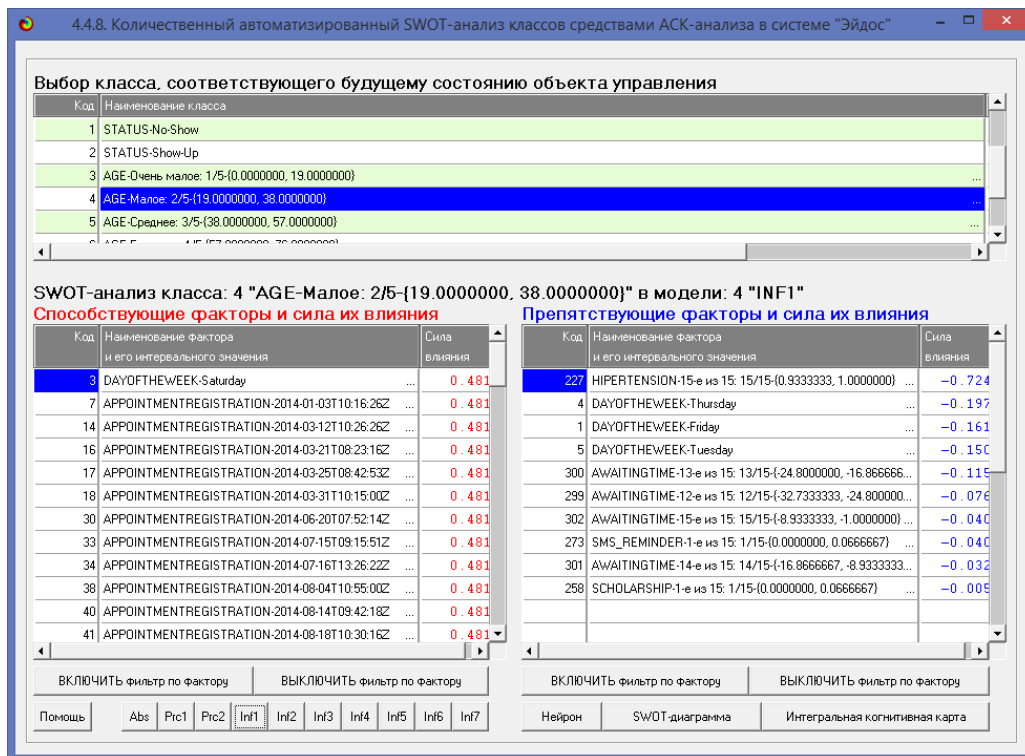 4.4.8. Количественный автоматизированный SWOT-анализ классов средствами АСК-анализа в системе "Эйдос"
Выбор класса, соответствующего будущему состоянию объекта управления
Код Наименование класса
1 STATUS-No-Show
2 STATUS-Show-Up
3 AGE-Очень малое: 1/5-{0.0000000, 19.0000000} ...
4 AGE-Малое: 2/5-{19.0000000, 38.0000000} ...
5 AGE-Среднее: 3/5-{38.0000000, 57.0000000} ...
SWOT-анализ класса: 4 "AGE-Малое: 2/5-{19.0000000, 38.0000000}" в модели: 4 "INF1"
Способствующие факторы и сила их влияния
Код Наименование фактора и его интервального значения Сила влияния
3 DAYOFTHEWEEK-Saturday ... 0.481
7 APPOINTMENTREGISTRATION-2014-01-03T10:16:26Z ... 0.481
14 APPOINTMENTREGISTRATION-2014-03-12T10:26:26Z ... 0.481
16 APPOINTMENTREGISTRATION-2014-03-21T08:23:16Z ... 0.481
17 APPOINTMENTREGISTRATION-2014-03-25T08:42:53Z ... 0.481
18 APPOINTMENTREGISTRATION-2014-03-31T10:15:00Z ... 0.481
30 APPOINTMENTREGISTRATION-2014-06-20T07:52:14Z ... 0.481
33 APPOINTMENTREGISTRATION-2014-07-15T09:15:51Z ... 0.481
34 APPOINTMENTREGISTRATION-2014-07-16T13:26:22Z ... 0.481
38 APPOINTMENTREGISTRATION-2014-08-04T10:55:00Z ... 0.481
40 APPOINTMENTREGISTRATION-2014-08-14T09:42:18Z ... 0.481
41 APPOINTMENTREGISTRATION-2014-08-18T10:30:16Z ... 0.481
Препятствующие факторы и сила их влияния
Код Наименование фактора и его интервального значения Сила влияния
227 HIPERTENSION-15-е из 15: 15/15-{0.9333333, 1.0000000} ... -0.724
4 DAYOFTHEWEEK-Thursday ... -0.197
1 DAYOFTHEWEEK-Friday ... -0.161
5 DAYOFTHEWEEK-Tuesday ... -0.150
300 AWAITINGTIME-13-е из 15: 13/15-{-24.8000000, -16.866666... -0.115
299 AWAITINGTIME-12-е из 15: 12/15-{-32.7333333, -24.800000... -0.076
302 AWAITINGTIME-15-е из 15: 15/15-{-8.9333333, -1.0000000} ... -0.040
273 SMS_REMINDER-1-е из 15: 1/15-{0.0000000, 0.0666667} ... -0.040
301 AWAITINGTIME-14-е из 15: 14/15-{-16.8666667, -8.9333333... -0.032
258 SCHOLARSHIP-1-е из 15: 1/15-{0.0000000, 0.0666667} ... -0.005
ВКЛЮЧИТЬ фильтр по фактору ВЫКЛЮЧИТЬ фильтр по фактору ВКЛЮЧИТЬ фильтр по фактору ВЫКЛЮЧИТЬ фильтр по фактору
Помощь Abs Prc1 Prc2 Inf1 Inf2 Inf3 Inf4 Inf5 Inf6 Inf7 Нейрон SWOT-диаграмма Интегральная когнитивная карта